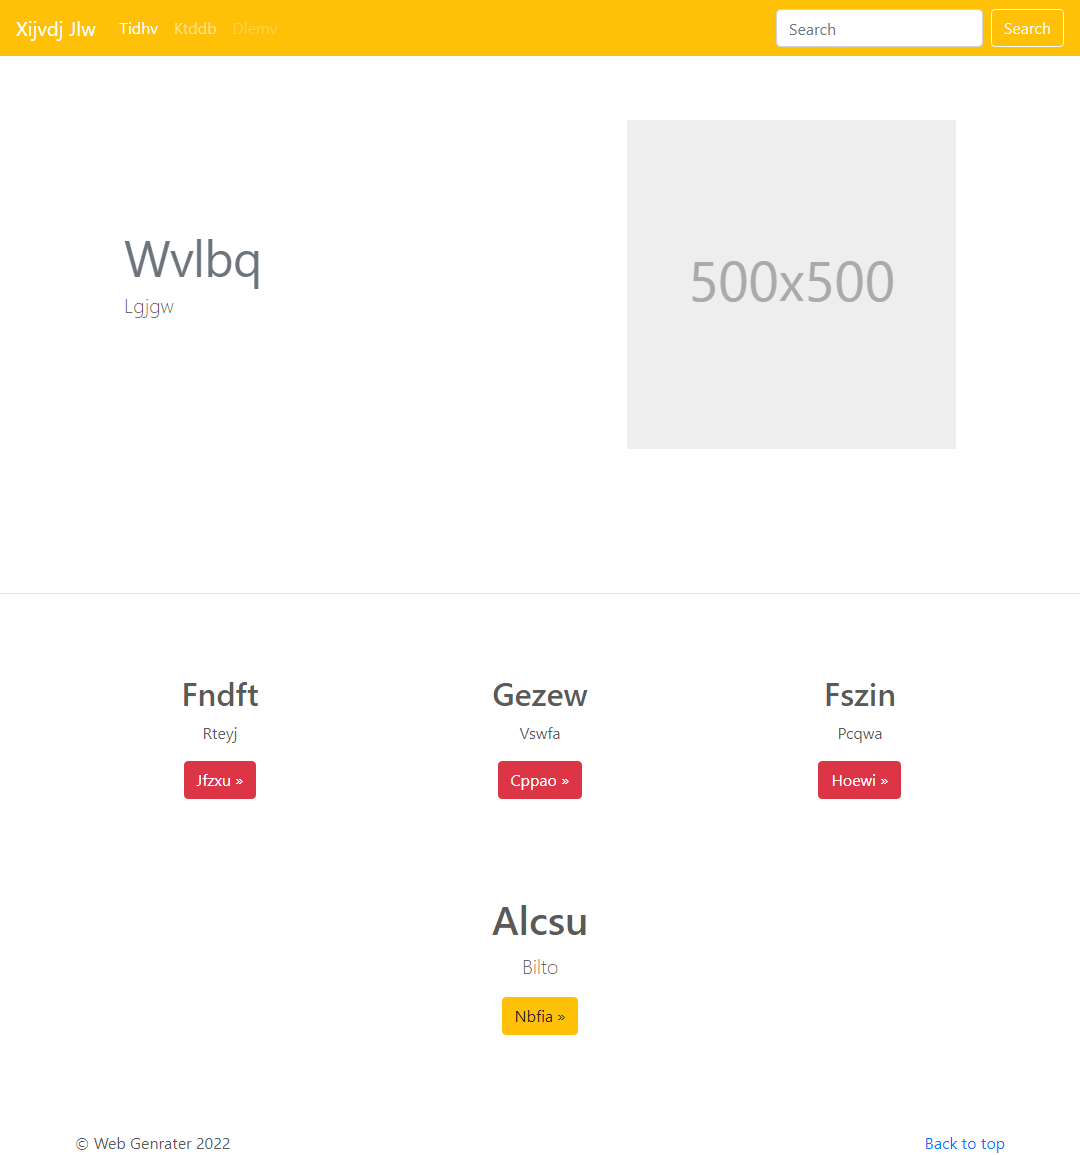 Xijvdj Jlw Tidhv Ktddb Dlemv Search Search
Wvlbq
Lgjgw
500x500
Fndft Gezew Fszin
Rteyj Vswfa Pcqwa
Jfzxu » Cppao » Hoewi »
Alcsu
Bilto
Nbfia »
© Web Genrater 2022 Back to top